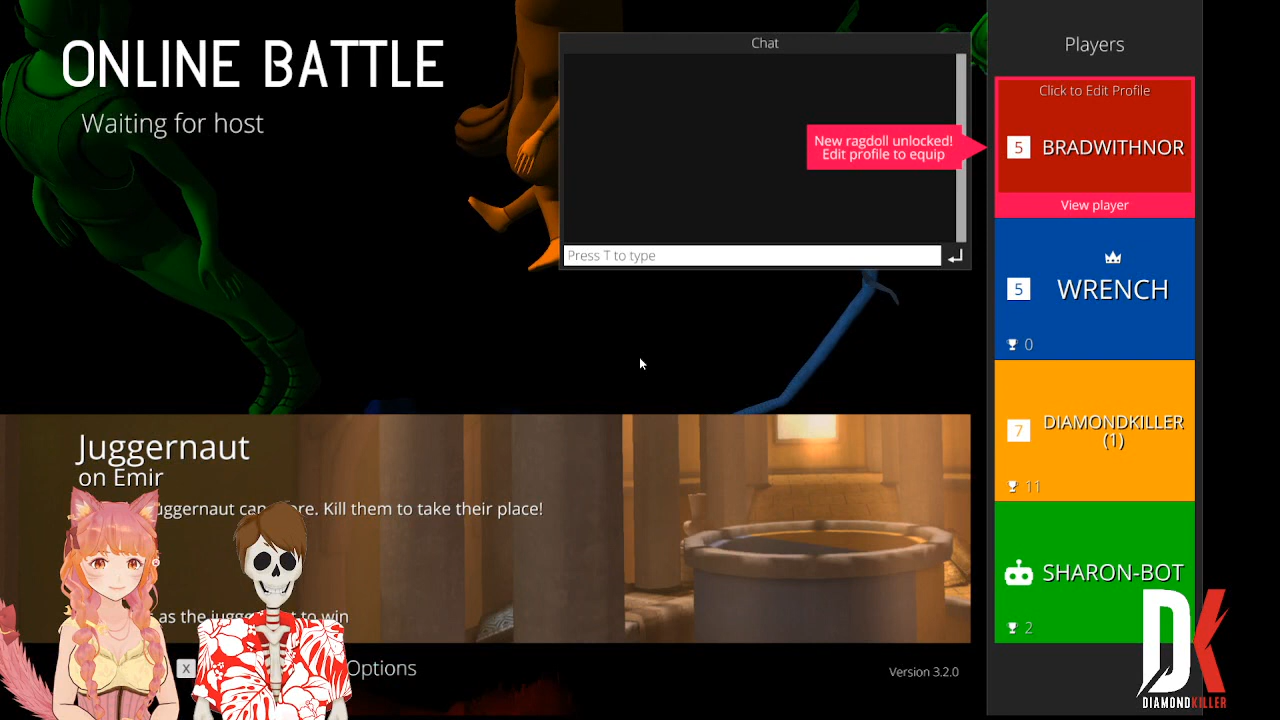 ONLINE BATTLE
Waiting for host
Chat
New ragdoll unlocked!
Edit profile to equip
Press T to type
Players
Click to Edit Profile
5 BRADWITHNOR
View player
5 WRENCH
0
7 DIAMONDKILLER
(1)
11
SHARON-BOT
2
Juggernaut
on Emir
Kill them to take their place!
as the juggernaut to win
X
Options
Version 3.2.0
DK
DIAMONDKILLER